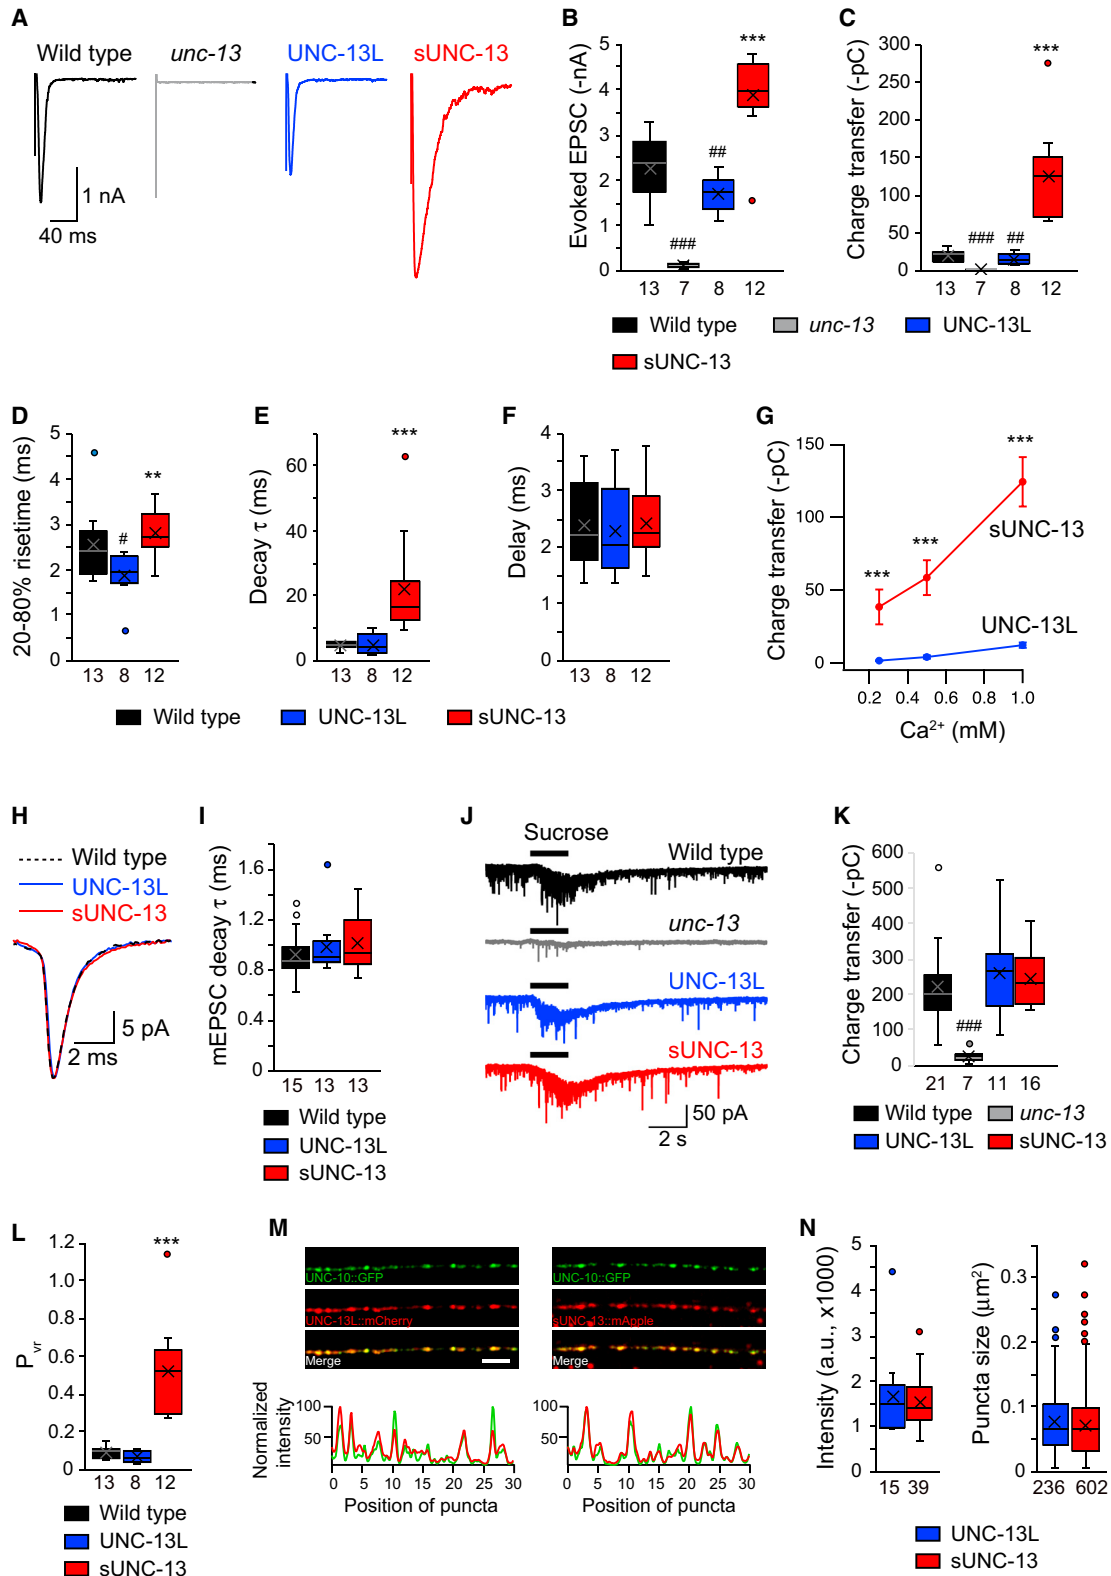 A
Wild type
unc-13
UNC-13L
sUNC-13
1 nA
40 ms
B
Evoked EPSC (-nA)
5
4
3
2
1
0
***
##
###
13 7 8 12
C
Charge transfer (-pC)
300
250
200
150
100
50
0
***
### ##
13 7 8 12
Wild type unc-13 UNC-13L
sUNC-13
D
20-80% risetime (ms)
5
4
3
2
1
0
**
#
13 8 12
E
Decay τ (ms)
60
40
20
0
***
13 8 12
F
Delay (ms)
4
3
2
1
0
13 8 12
Wild type UNC-13L sUNC-13
G
Charge transfer (-pC)
150
100
50
0
***
***
***
sUNC-13
UNC-13L
0.2 0.4 0.6 0.8 1.0
Ca²⁺ (mM)
H
Wild type
UNC-13L
sUNC-13
5 pA
2 ms
I
mEPSC decay τ (ms)
1.6
1.2
0.8
0.4
0
15 13 13
Wild type
UNC-13L
sUNC-13
J
Sucrose
Wild type
unc-13
UNC-13L
sUNC-13
50 pA
2 s
K
Charge transfer (-pC)
600
500
400
300
200
100
0
###
21 7 11 16
Wild type unc-13
UNC-13L sUNC-13
L
Pvr
1.2
1.0
0.8
0.6
0.4
0.2
0
***
13 8 12
Wild type
UNC-13L
sUNC-13
M
UNC-10::GFP
UNC-13L::mCherry
Merge
UNC-10::GFP
sUNC-13::mApple
Merge
Normalized
intensity
100
50
0 5 10 15 20 25 30
Position of puncta
100
50
0 5 10 15 20 25 30
Position of puncta
N
Intensity (a.u., x1000)
5
4
3
2
1
0
15 39
Puncta size (μm²)
0.3
0.2
0.1
0
236 602
UNC-13L
sUNC-13